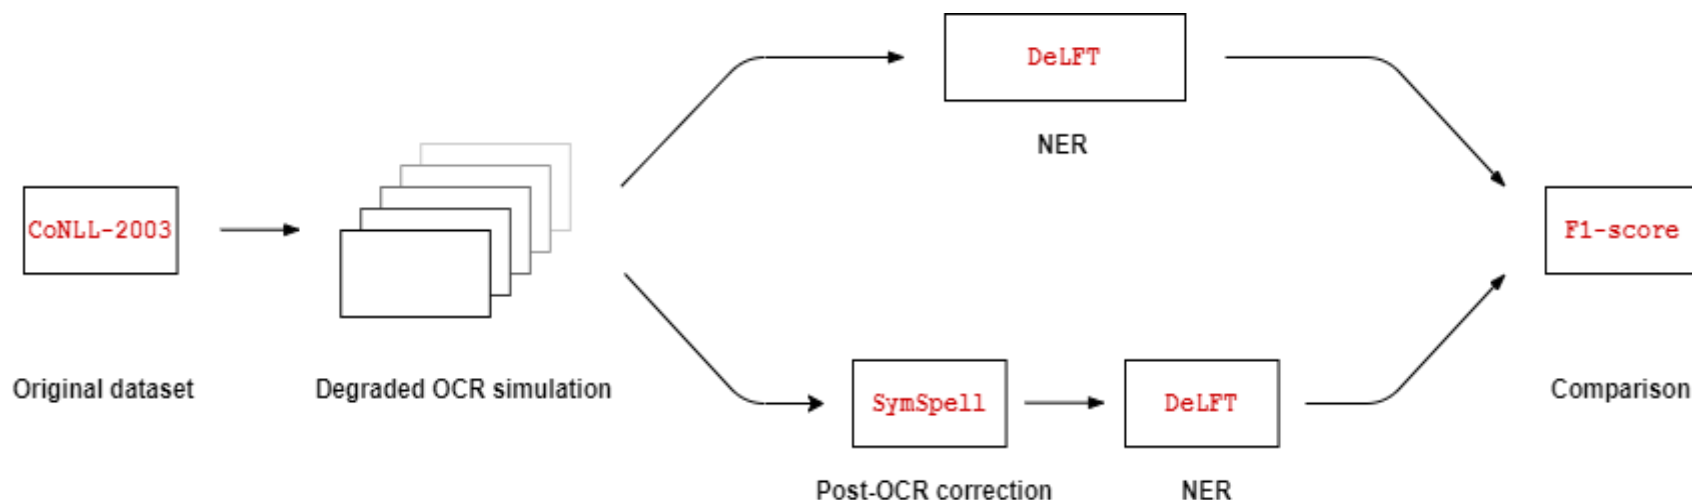 DeLFT
NER
CoNLL-2003
F1-score
Original dataset
Degraded OCR simulation
SymSpell
DeLFT
Comparison
Post-OCR correction
NER